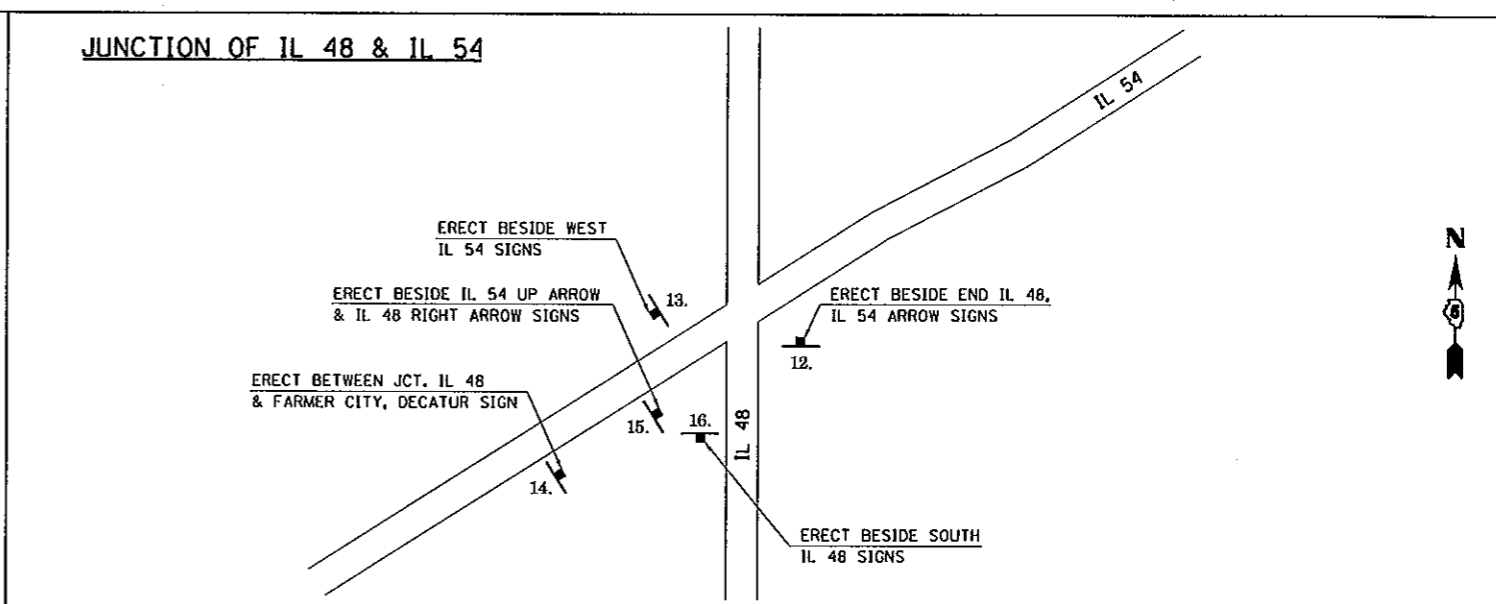 JUNCTION OF IL 48 & IL 54
IL 54
ERECT BESIDE WEST
IL 54 SIGNS
13.
ERECT BESIDE IL 54 UP ARROW
& IL 48 RIGHT ARROW SIGNS
15.
ERECT BESIDE END IL 48,
IL 54 ARROW SIGNS
12.
ERECT BETWEEN JCT. IL 48
& FARMER CITY, DECATUR SIGN
14.
16.
IL 48
ERECT BESIDE SOUTH
IL 48 SIGNS
N
5